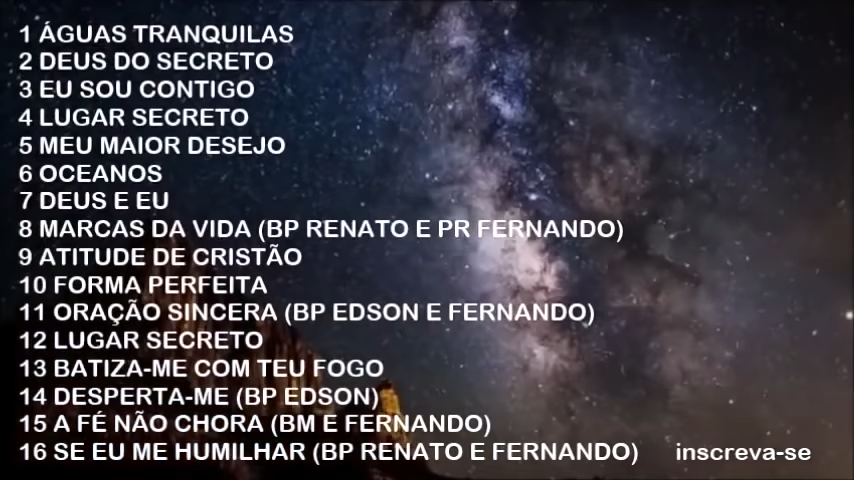 1 ÁGUAS TRANQUILAS
2 DEUS DO SECRETO
3 EU SOU CONTIGO
4 LUGAR SECRETO
5 MEU MAIOR DESEJO
6 OCEANOS
7 DEUS E EU
8 MARCAS DA VIDA (BP RENATO E PR FERNANDO)
9 ATITUDE DE CRISTÃO
10 FORMA PERFEITA
11 ORAÇÃO SINCERA (BP EDSON E FERNANDO)
12 LUGAR SECRETO
13 BATIZA-ME COM TEU FOGO
14 DESPERTA-ME (BP EDSON)
15 A FÉ NÃO CHORA (BM E FERNANDO)
16 SE EU ME HUMILHAR (BP RENATO E FERNANDO) inscreva-se